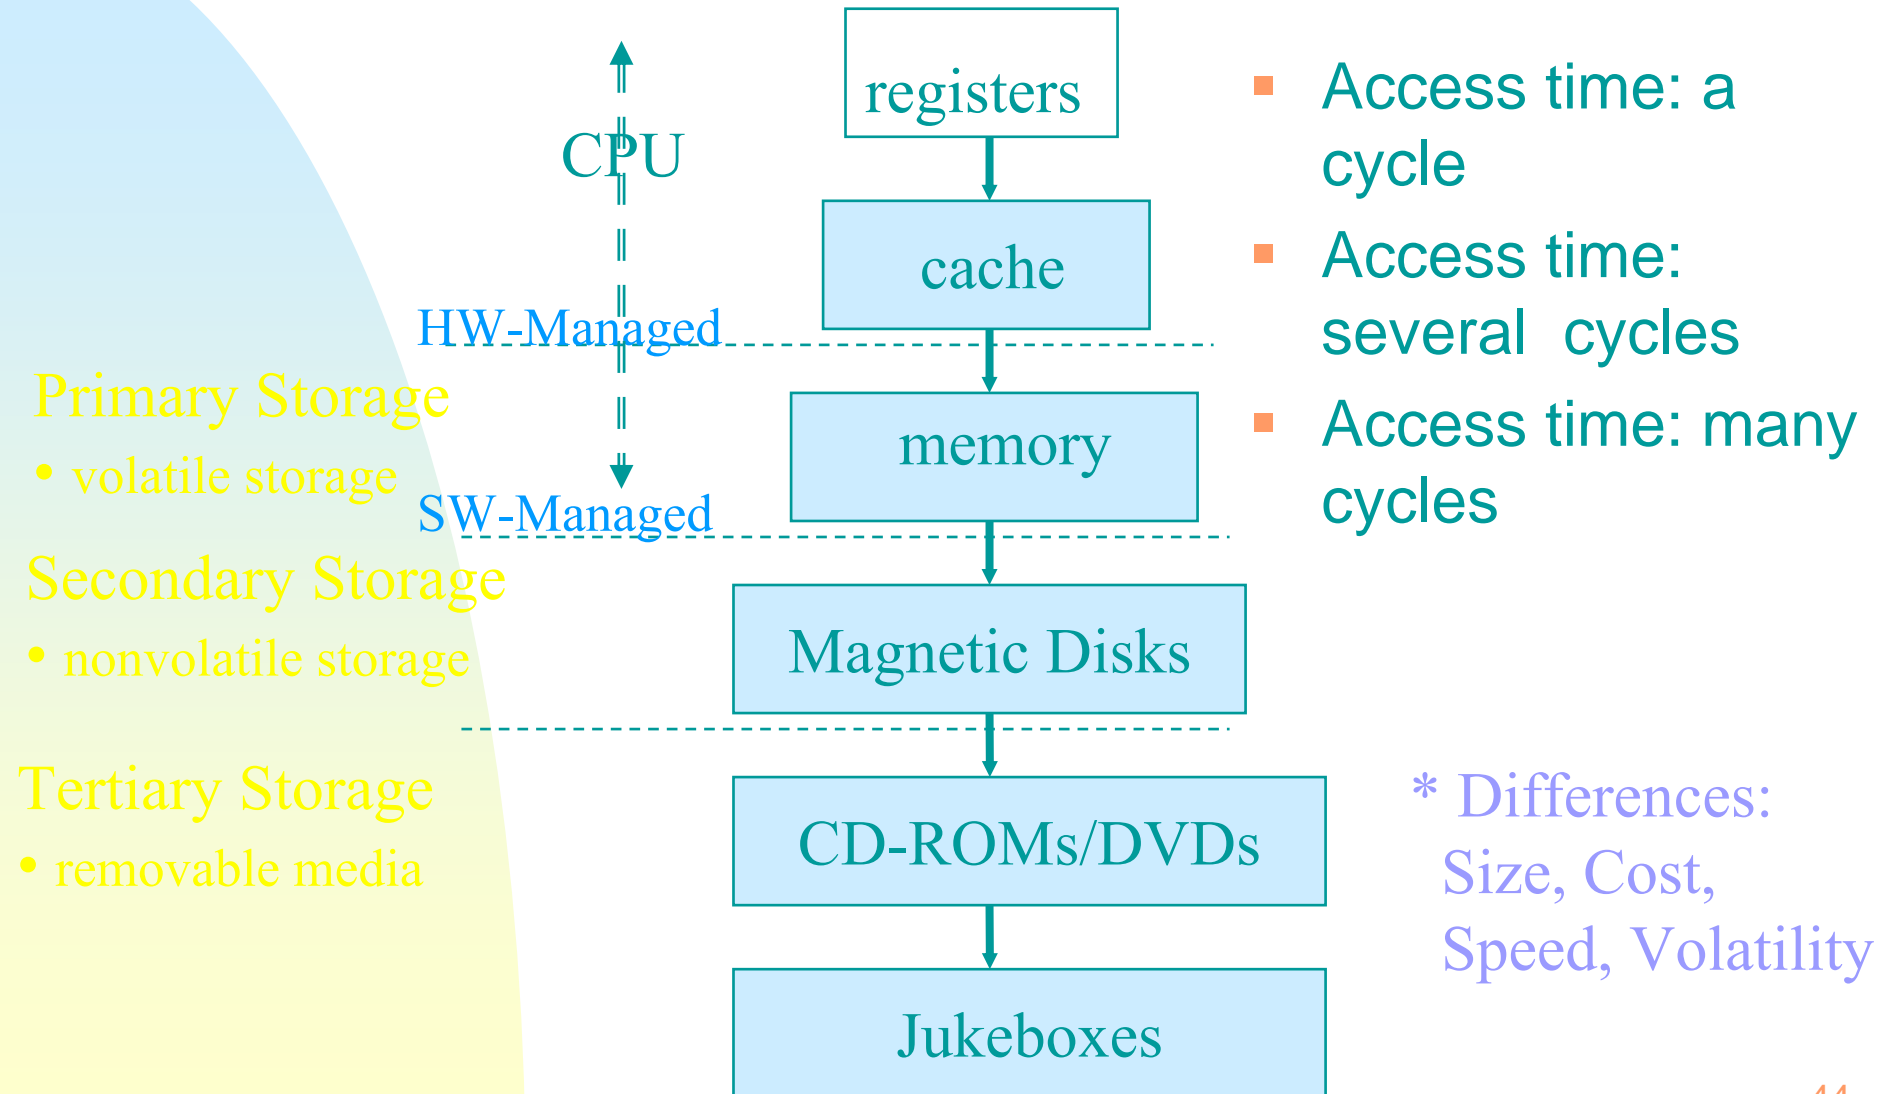 registers
CPU
cache
HW-Managed
memory
SW-Managed
Magnetic Disks
CD-ROMs/DVDs
Jukeboxes
Primary Storage
• volatile storage
Secondary Storage
• nonvolatile storage
Tertiary Storage
• removable media
▪ Access time: a
cycle
▪ Access time:
several cycles
▪ Access time: many
cycles
* Differences:
Size, Cost,
Speed, Volatility